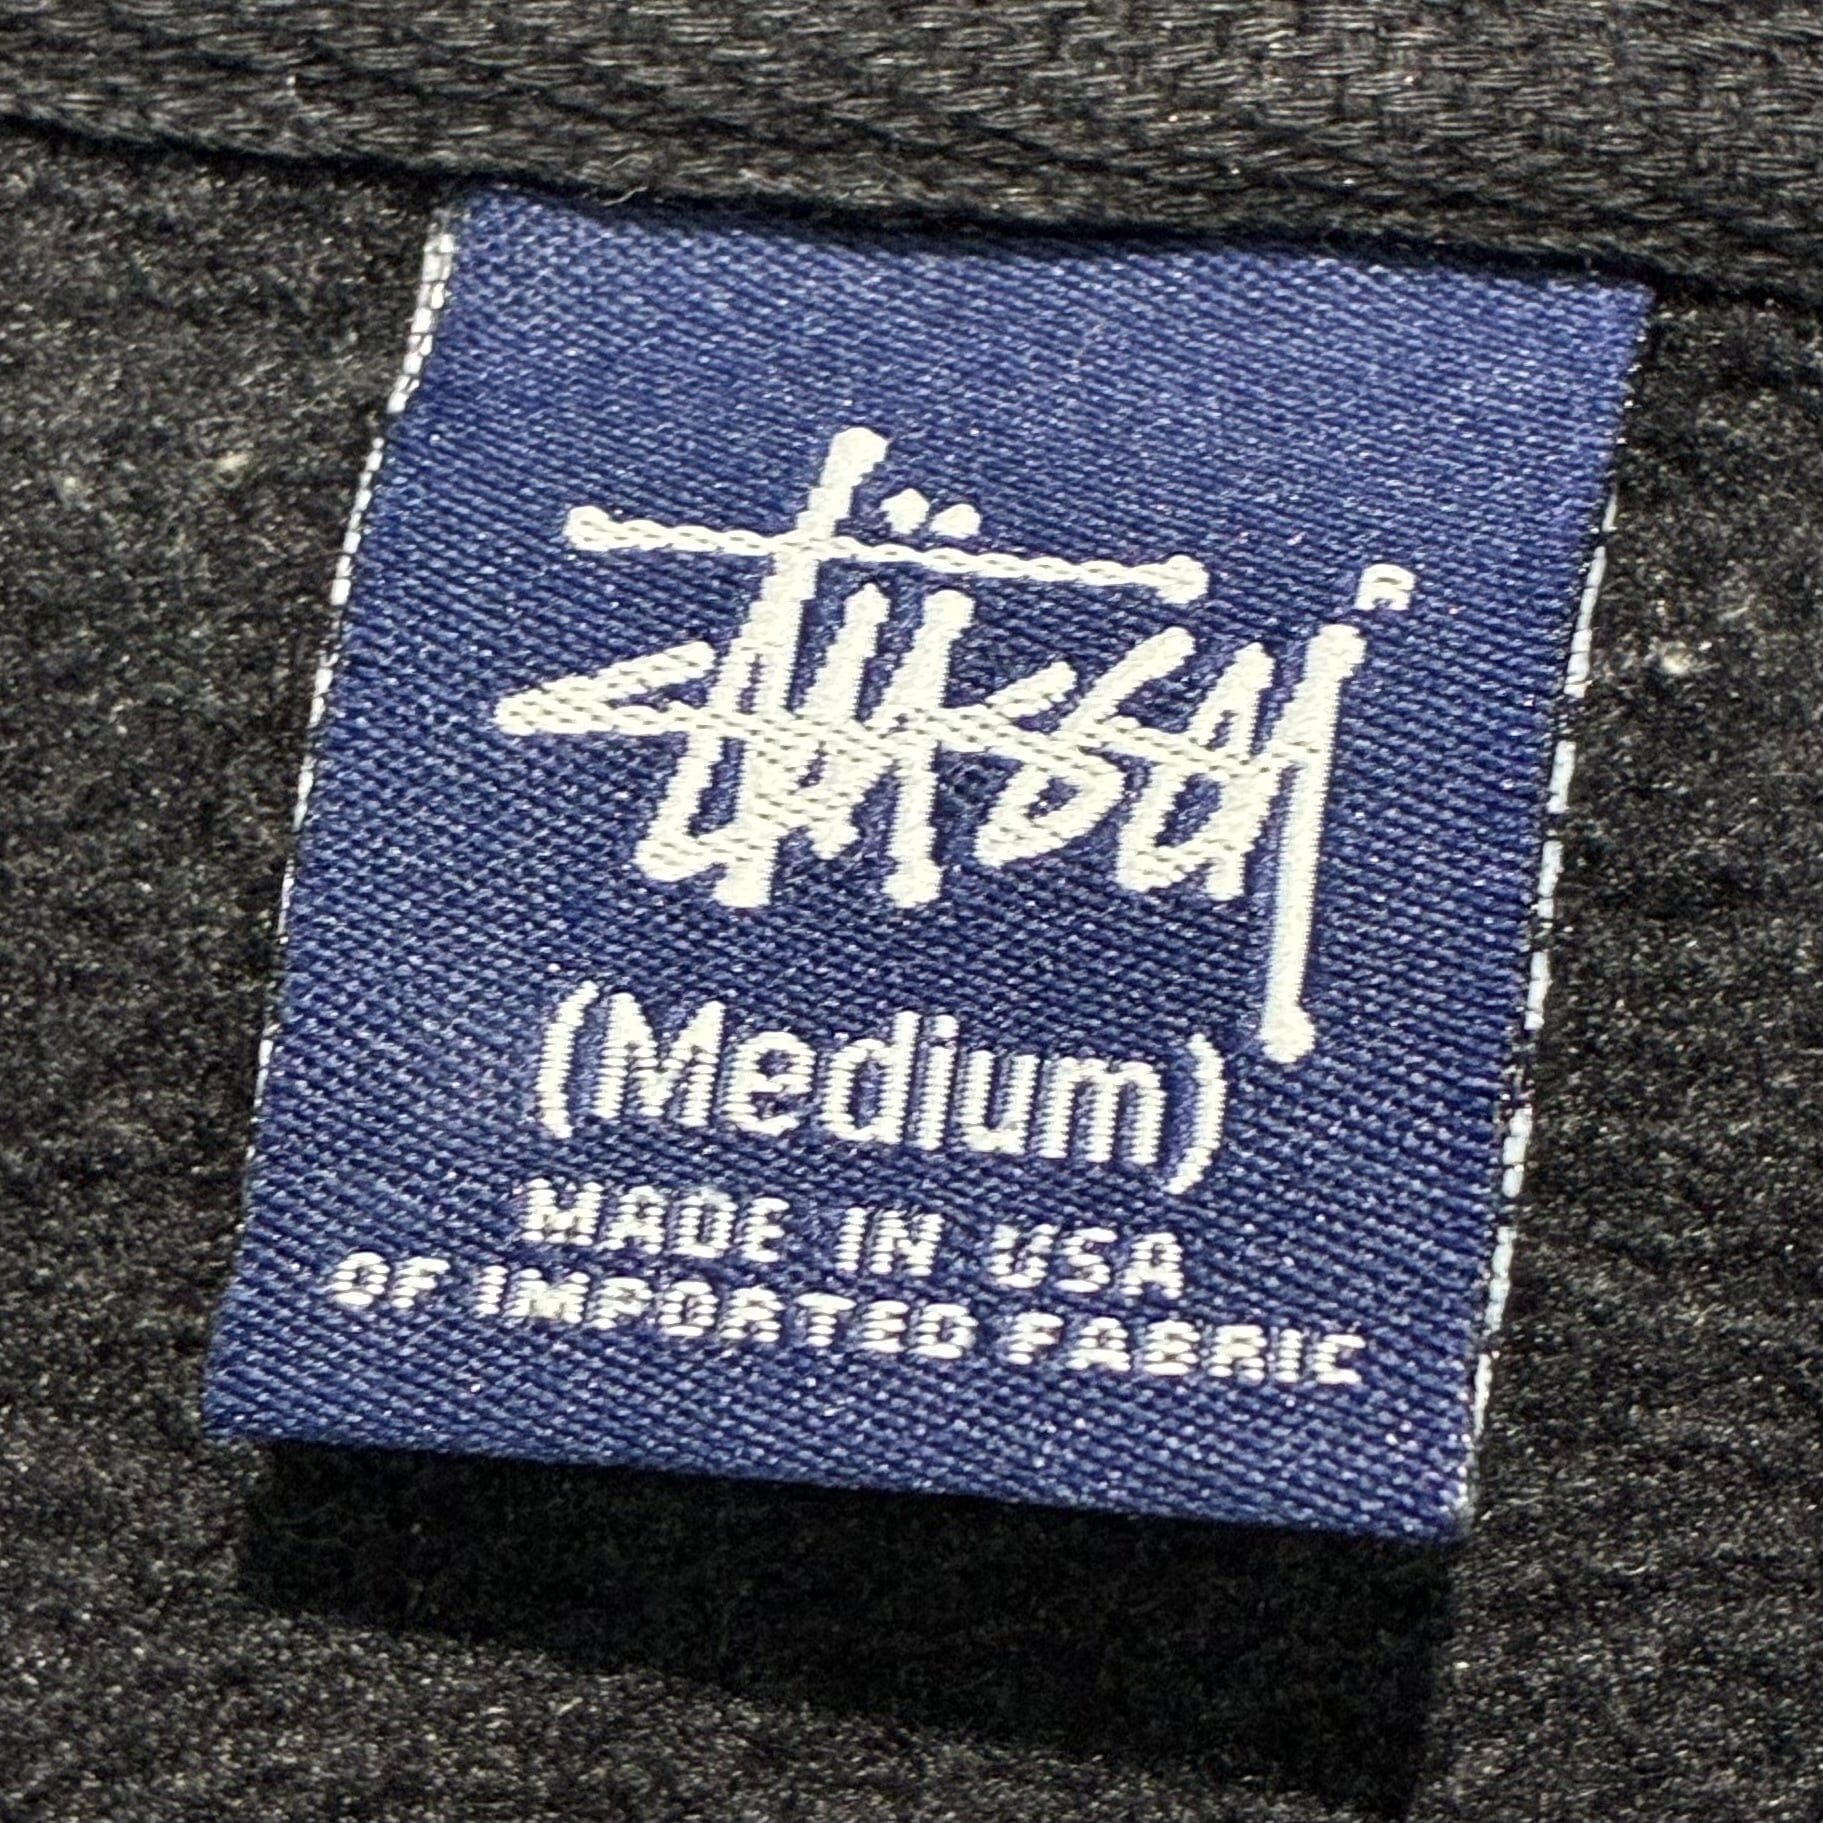 Stüssy
R
(Medium)
MADE IN USA
OF IMPORTED FABRIC